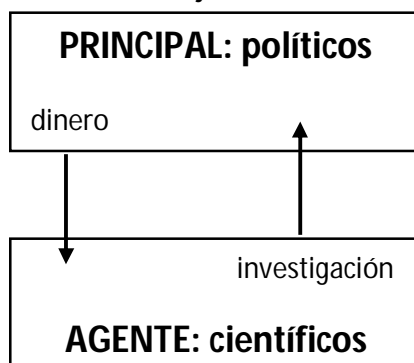 PRINCIPAL: políticos
dinero
investigación
AGENTE: científicos